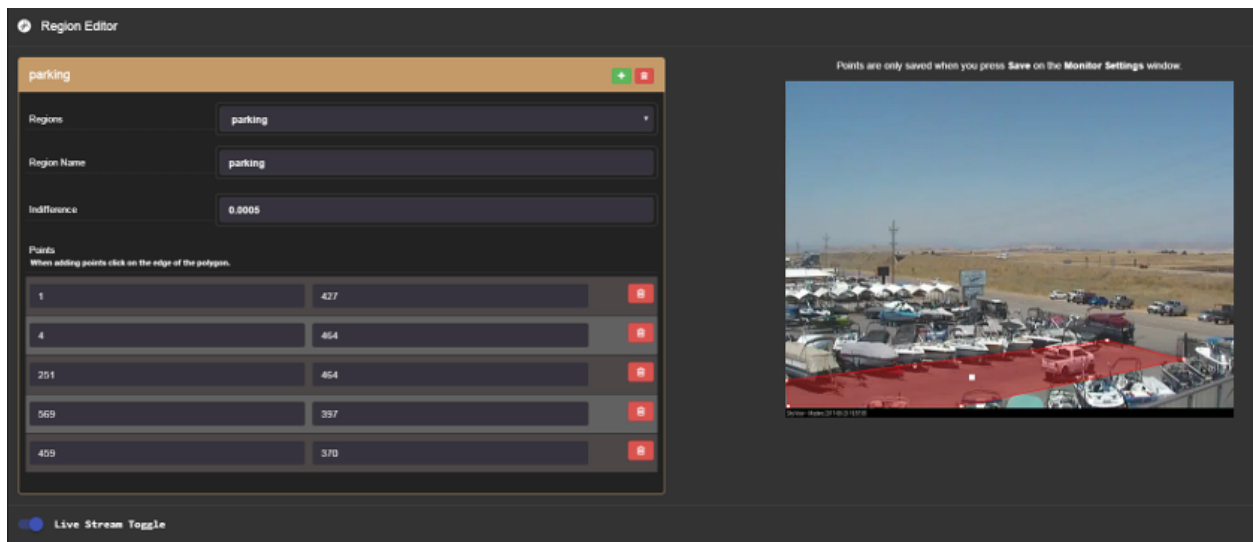 Region Editor
parking
Points are only saved when you press Save on the Monitor Settings window.
Regions
parking
Region Name
parking
Indifference
0.0005
Points
When adding points click on the edge of the polygon.
1 427
4 464
251 464
569 397
459 370
Live Stream Toggle